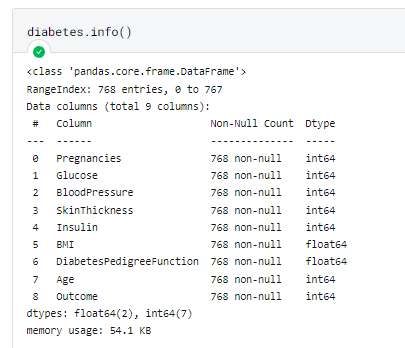 diabetes.info()
<class 'pandas.core.frame.DataFrame'>
RangeIndex: 768 entries, 0 to 767
Data columns (total 9 columns):
 #   Column                    Non-Null Count  Dtype
---  ------                    --------------  -----
 0   Pregnancies               768 non-null    int64
 1   Glucose                   768 non-null    int64
 2   BloodPressure             768 non-null    int64
 3   SkinThickness             768 non-null    int64
 4   Insulin                   768 non-null    int64
 5   BMI                       768 non-null    float64
 6   DiabetesPedigreeFunction  768 non-null    float64
 7   Age                       768 non-null    int64
 8   Outcome                   768 non-null    int64
dtypes: float64(2), int64(7)
memory usage: 54.1 KB